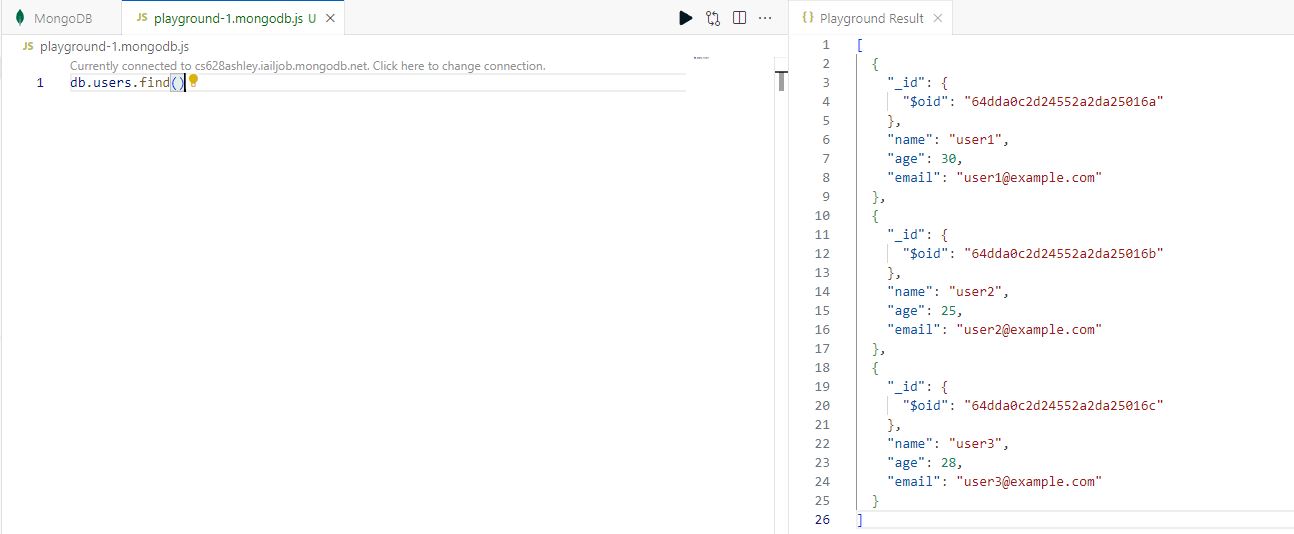 MongoDB
JS playground-1.mongodb.js U
JS playground-1.mongodb.js
Currently connected to cs628ashley.iailjob.mongodb.net. Click here to change connection.
1 db.users.find()
{} Playground Result
1 [
2 {
3 "_id": {
4 "$oid": "64dda0c2d24552a2da25016a"
5 },
6 "name": "user1",
7 "age": 30,
8 "email": "user1@example.com"
9 },
10 {
11 "_id": {
12 "$oid": "64dda0c2d24552a2da25016b"
13 },
14 "name": "user2",
15 "age": 25,
16 "email": "user2@example.com"
17 },
18 {
19 "_id": {
20 "$oid": "64dda0c2d24552a2da25016c"
21 },
22 "name": "user3",
23 "age": 28,
24 "email": "user3@example.com"
25 }
26 ]